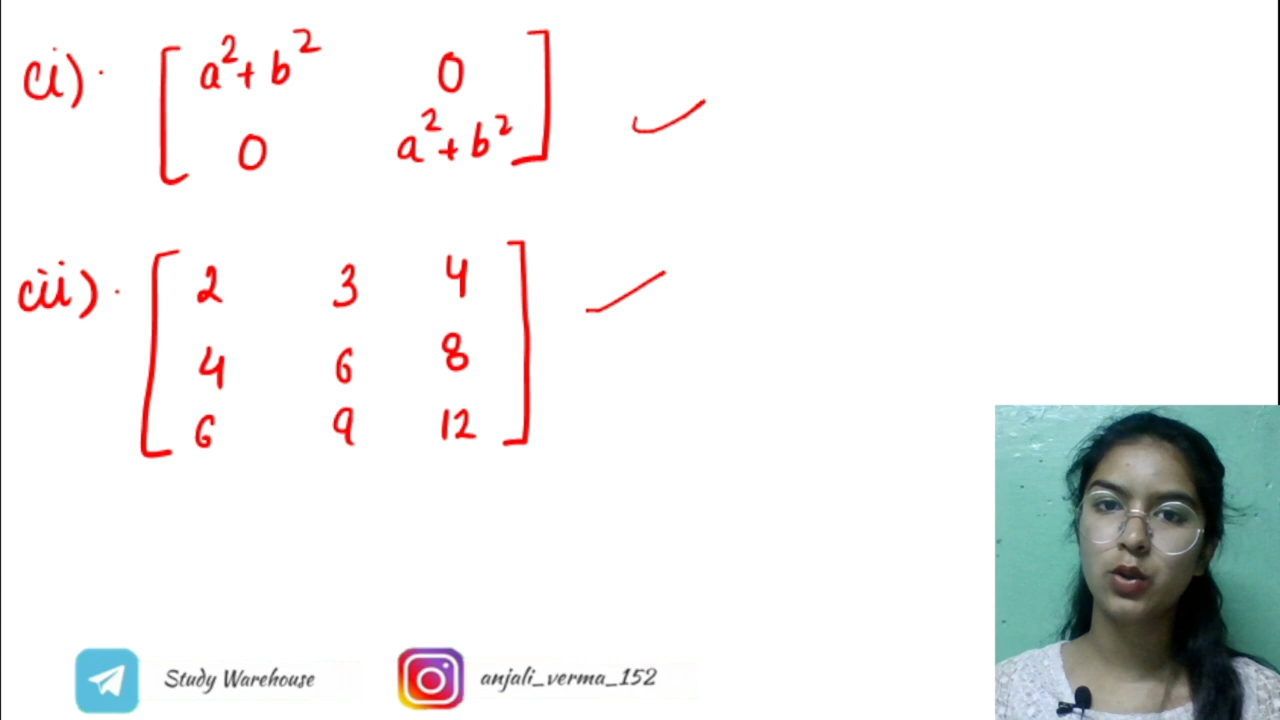 (i). [ a²+b² 0
0 a²+b² ]
(ii). [ 2 3 4
4 6 8
6 9 12 ]
Study Warehouse anjali_verma_152